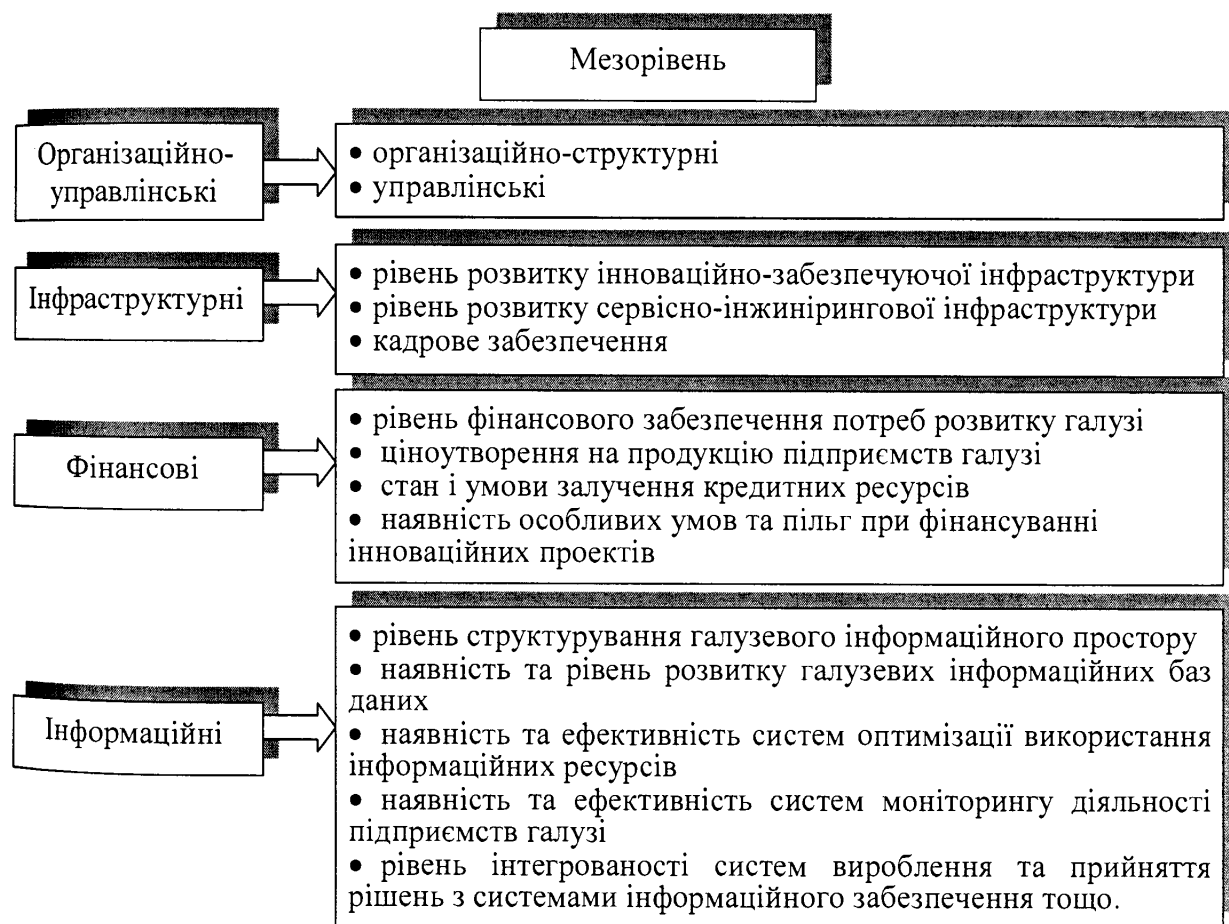 Мезорівень
Організаційно-
управлінські
• організаційно-структурні
• управлінські
Інфраструктурні
• рівень розвитку інноваційно-забезпечуючої інфраструктури
• рівень розвитку сервісно-інжинірингової інфраструктури
• кадрове забезпечення
Фінансові
• рівень фінансового забезпечення потреб розвитку галузі
• ціноутворення на продукцію підприємств галузі
• стан і умови залучення кредитних ресурсів
• наявність особливих умов та пільг при фінансуванні
інноваційних проектів
Інформаційні
• рівень структурування галузевого інформаційного простору
• наявність та рівень розвитку галузевих інформаційних баз
даних
• наявність та ефективність систем оптимізації використання
інформаційних ресурсів
• наявність та ефективність систем моніторингу діяльності
підприємств галузі
• рівень інтегрованості систем вироблення та прийняття
рішень з системами інформаційного забезпечення тощо.